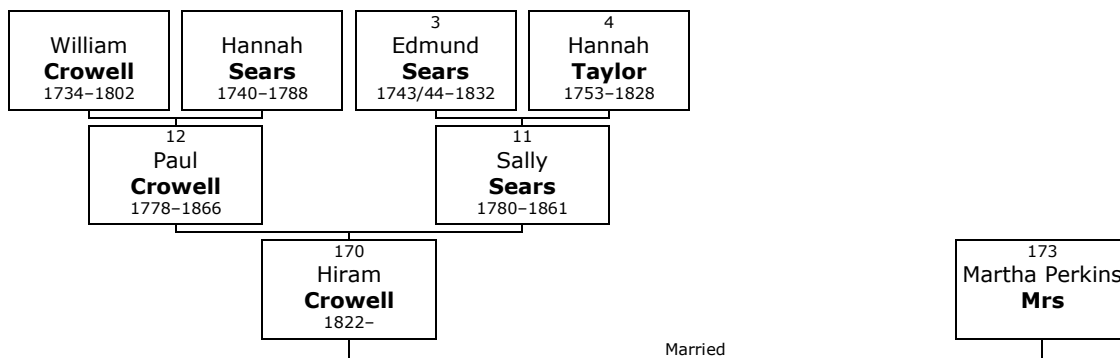 William
Crowell
1734–1802
Hannah
Sears
1740–1788
3
Edmund
Sears
1743/44–1832
4
Hannah
Taylor
1753–1828
12
Paul
Crowell
1778–1866
11
Sally
Sears
1780–1861
170
Hiram
Crowell
1822–
173
Martha Perkins
Mrs
Married